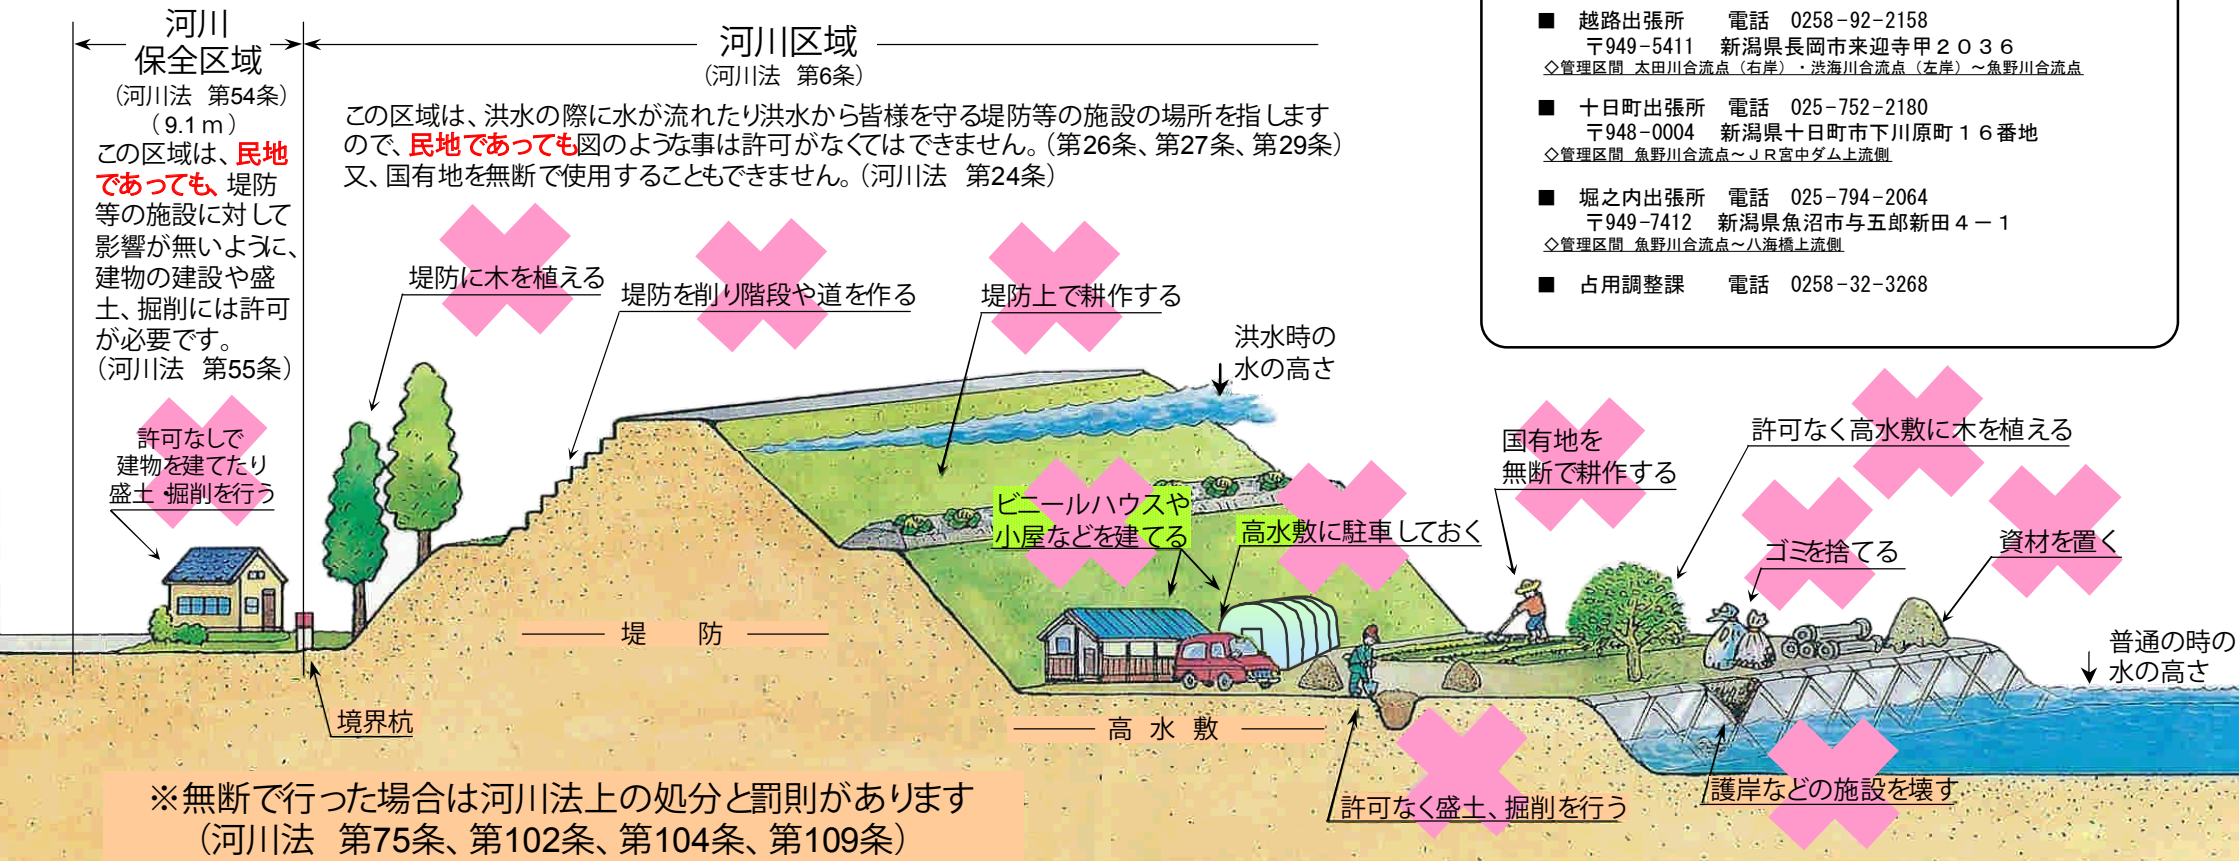 河川
保全区域
（河川法　第54条）
（9.1ｍ）
この区域は、民地
であっても、堤防
等の施設に対して
影響が無いように、
建物の建設や盛
土、掘削には許可
が必要です。
（河川法　第55条）
許可なしで
建物を建てたり
盛土・掘削を行う
河川区域
（河川法　第6条）
この区域は、洪水の際に水が流れたり洪水から皆様を守る堤防等の施設の場所を指します
ので、民地であっても図のような事は許可がなくてはできません。（第26条、第27条、第29条）
又、国有地を無断で使用することもできません。（河川法　第24条）
堤防に木を植える
堤防を削り階段や道を作る
堤防上で耕作する
洪水時の
水の高さ
ビニールハウスや
小屋などを建てる
高水敷に駐車しておく
国有地を
無断で耕作する
許可なく高水敷に木を植える
ゴミを捨てる
資材を置く
普通の時の
水の高さ
堤　防
境界杭
高水敷
許可なく盛土、掘削を行う
護岸などの施設を壊す
※無断で行った場合は河川法上の処分と罰則があります
（河川法　第75条、第102条、第104条、第109条）
■　越路出張所　　電話　0258-92-2158
〒949-5411　新潟県長岡市来迎寺甲２０３６
◇管理区間　太田川合流点（右岸）・渋海川合流点（左岸）～魚野川合流点
■　十日町出張所　電話　025-752-2180
〒948-0004　新潟県十日町市下川原町１６番地
◇管理区間　魚野川合流点～ＪＲ宮中ダム上流側
■　堀之内出張所　電話　025-794-2064
〒949-7412　新潟県魚沼市与五郎新田４－１
◇管理区間　魚野川合流点～八海橋上流側
■　占用調整課　　電話　0258-32-3268